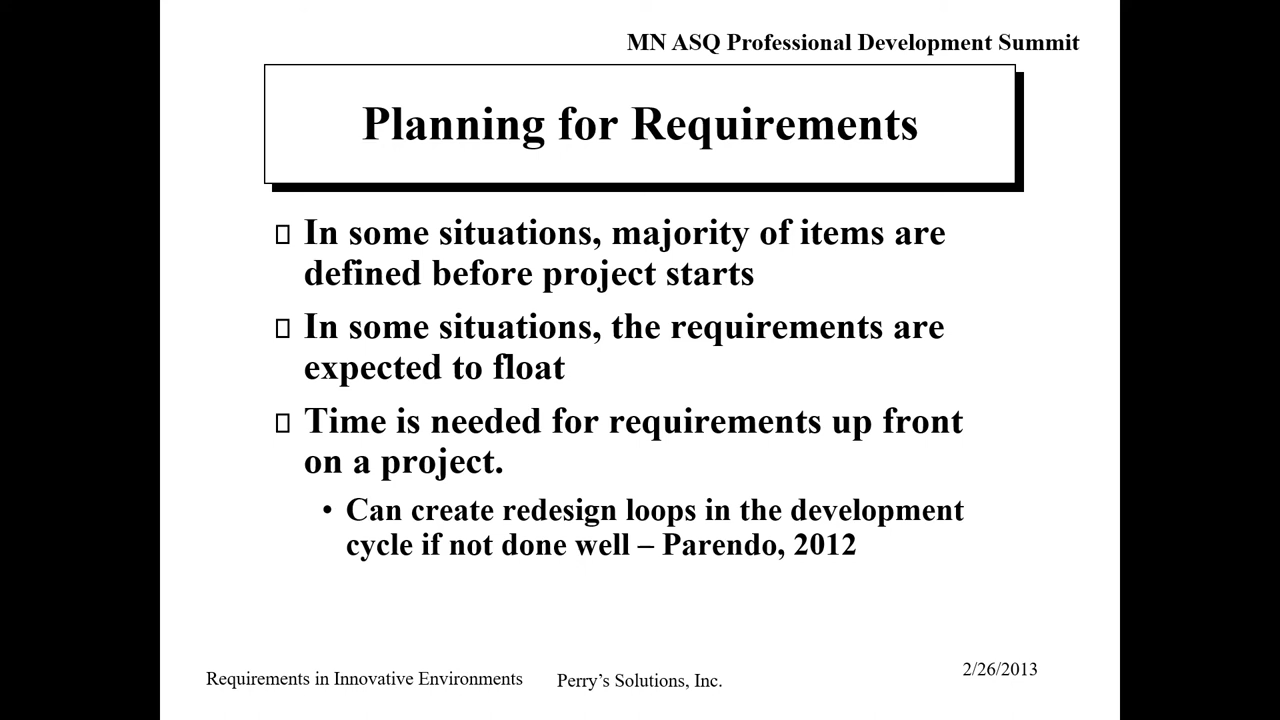 MN ASQ Professional Development Summit
Planning for Requirements
In some situations, majority of items are
defined before project starts
In some situations, the requirements are
expected to float
Time is needed for requirements up front
on a project.
• Can create redesign loops in the development
cycle if not done well – Parendo, 2012
Requirements in Innovative Environments
Perry's Solutions, Inc.
2/26/2013